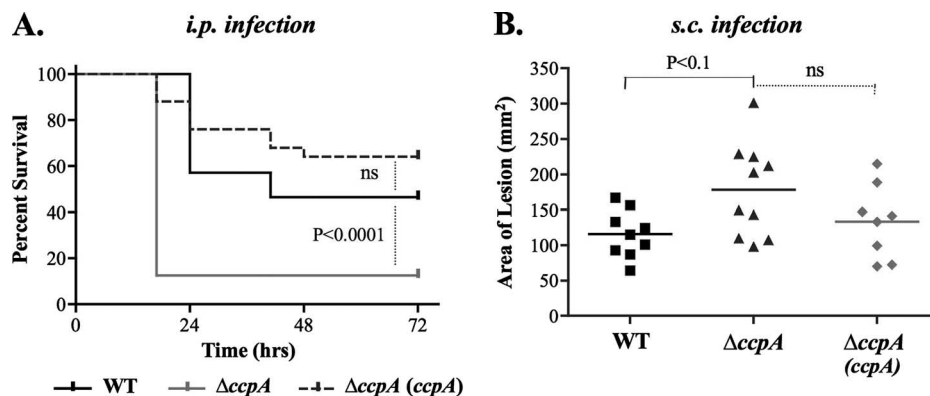 A.
i.p. infection
Percent Survival
100
80
60
40
20
0
0
24
48
72
Time (hrs)
ns
P<0.0001
WT
ΔccpA
ΔccpA (ccpA)
B.
s.c. infection
Area of Lesion (mm²)
350
300
250
200
150
100
50
0
P<0.1
ns
WT
ΔccpA
ΔccpA
(ccpA)